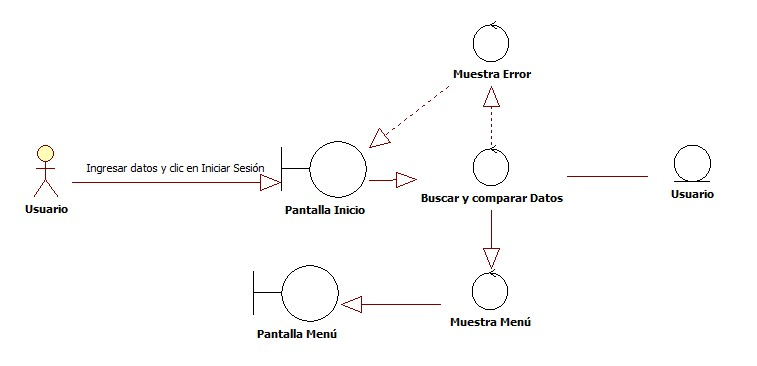 Muestra Error
Ingresar datos y clic en Iniciar Sesión
Usuario
Pantalla Inicio
Buscar y comparar Datos
Usuario
Pantalla Menú
Muestra Menú